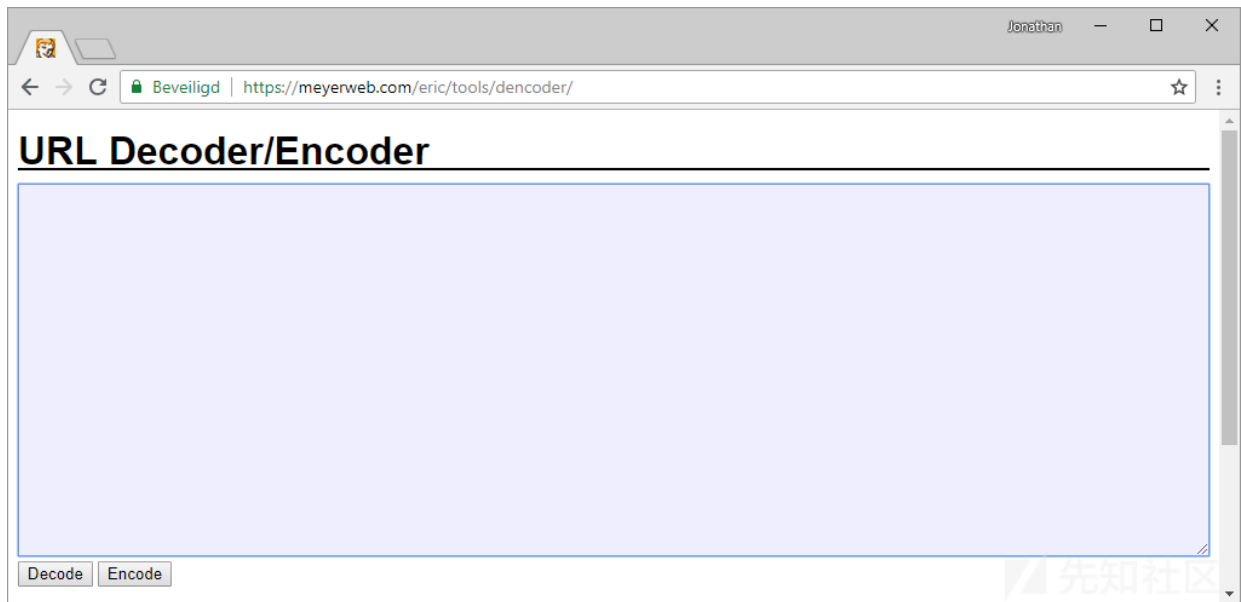 Jonathan
Beveiligd | https://meyerweb.com/eric/tools/dencoder/
URL Decoder/Encoder
Decode Encode
先知社区